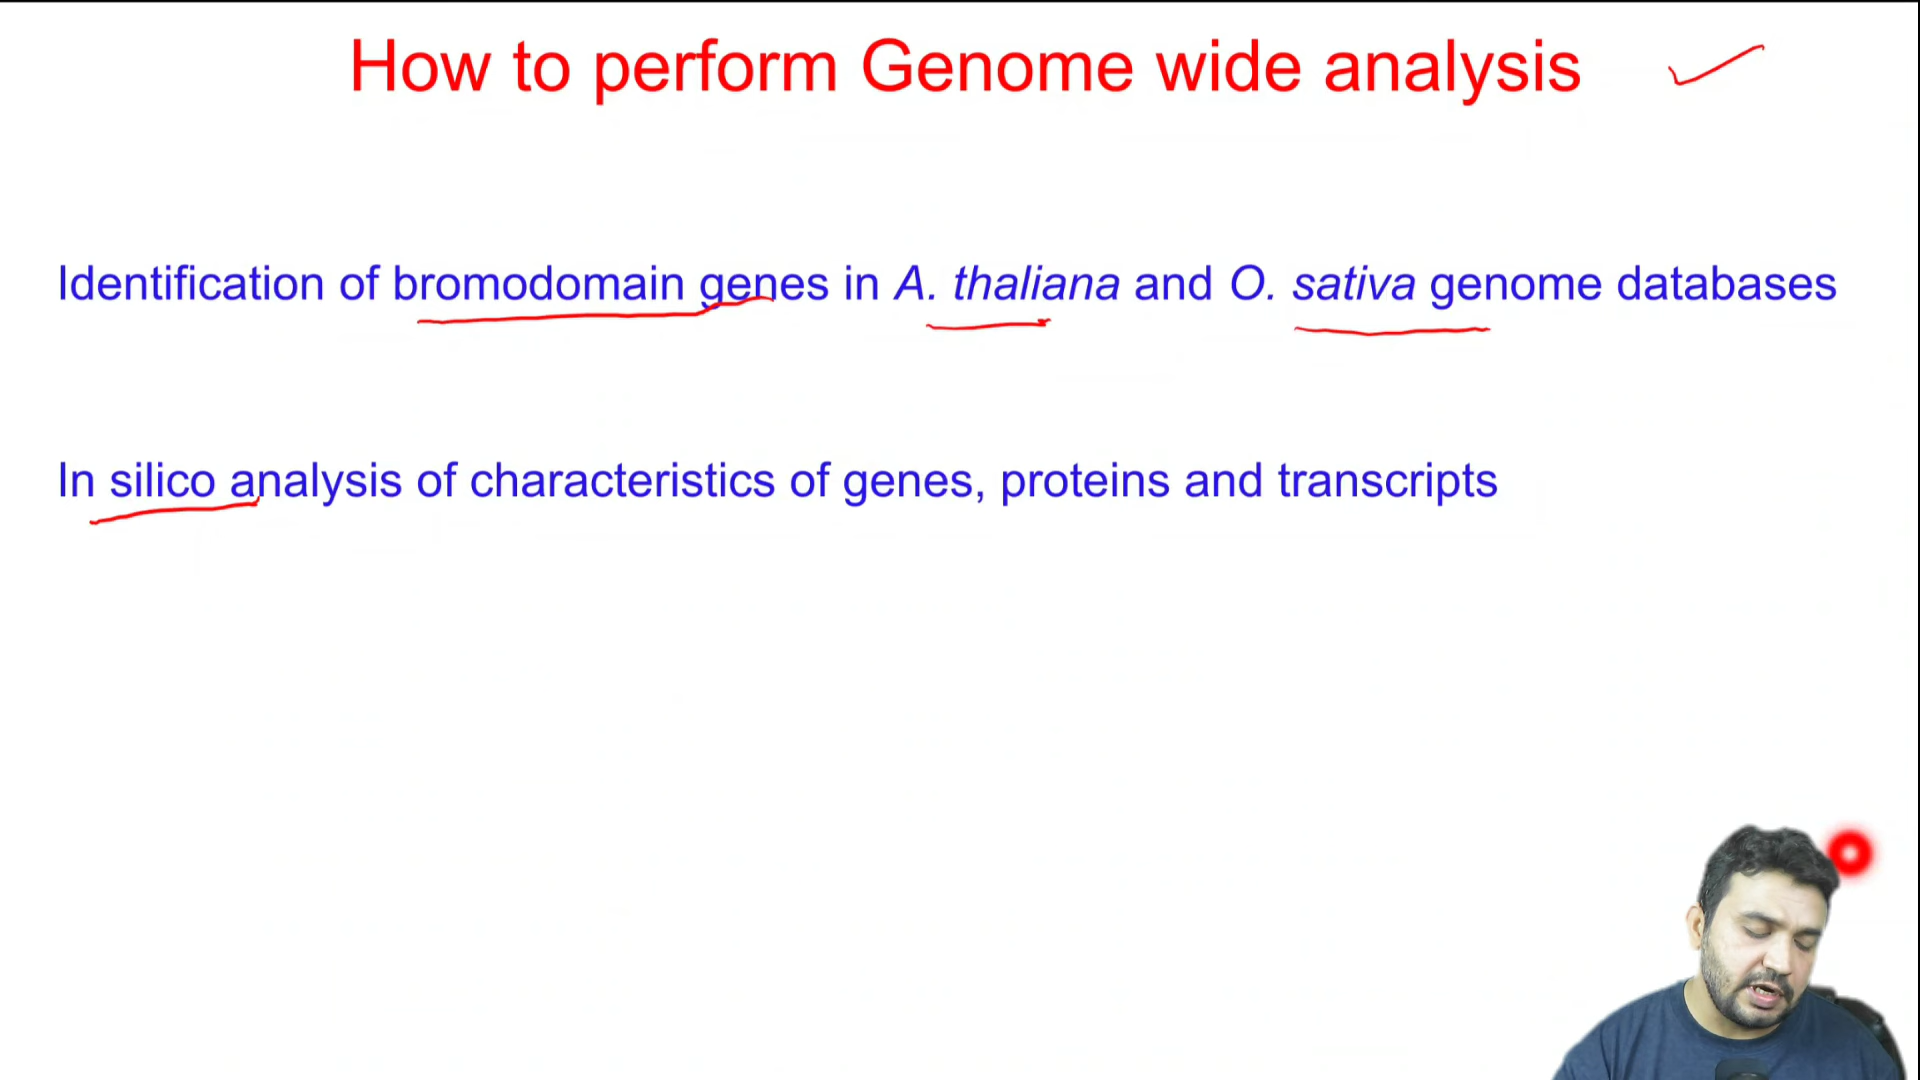 How to perform Genome wide analysis
Identification of bromodomain genes in A. thaliana and O. sativa genome databases
In silico analysis of characteristics of genes, proteins and transcripts